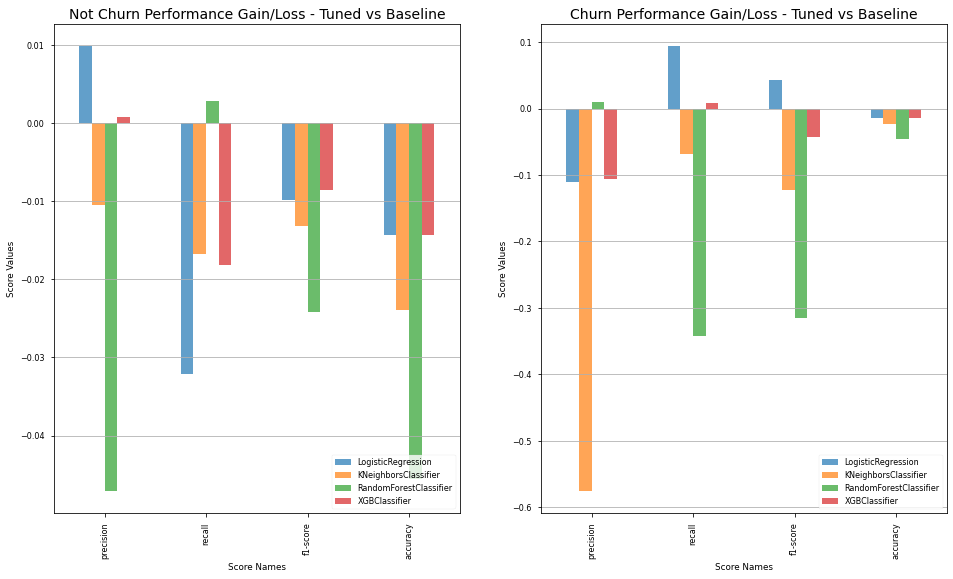 Not Churn Performance Gain/Loss - Tuned vs Baseline
0.01
0.00
−0.01
−0.02
−0.03
−0.04
Score Values
LogisticRegression
KNeighborsClassifier
RandomForestClassifier
XGBClassifier
precision
recall
f1-score
accuracy
Score Names
Churn Performance Gain/Loss - Tuned vs Baseline
0.1
0.0
−0.1
−0.2
−0.3
−0.4
−0.5
−0.6
Score Values
LogisticRegression
KNeighborsClassifier
RandomForestClassifier
XGBClassifier
precision
recall
f1-score
accuracy
Score Names